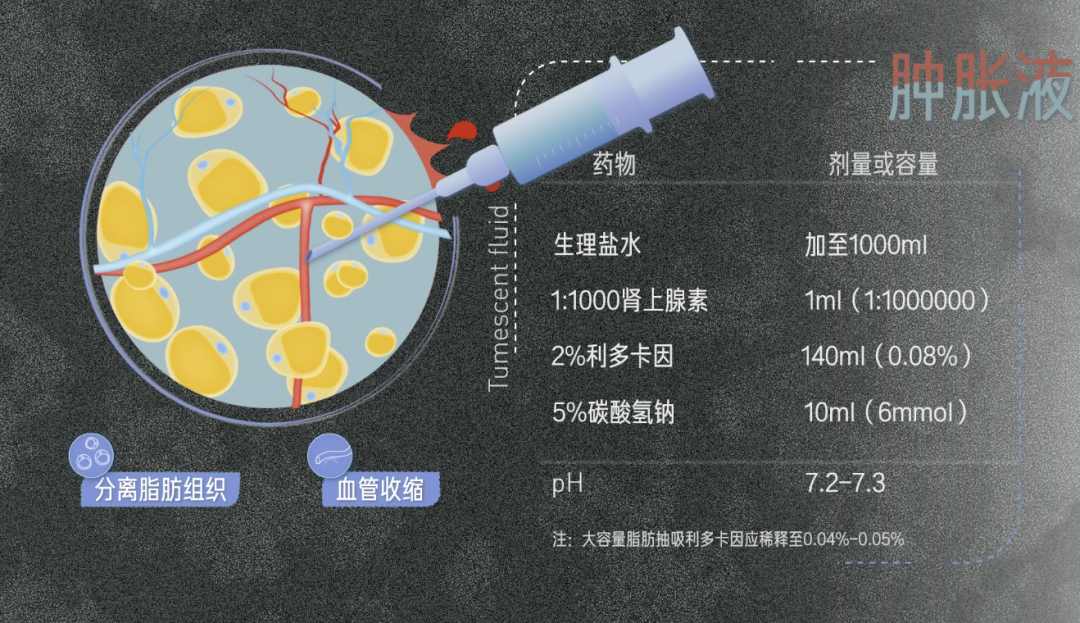 肿胀液
药物 剂量或容量
Tumescent fluid
生理盐水 加至1000ml
1:1000肾上腺素 1ml（1:1000000）
2%利多卡因 140ml（0.08%）
5%碳酸氢钠 10ml（6mmol）
pH 7.2-7.3
注：大容量脂肪抽吸利多卡因应稀释至0.04%-0.05%
分离脂肪组织
血管收缩